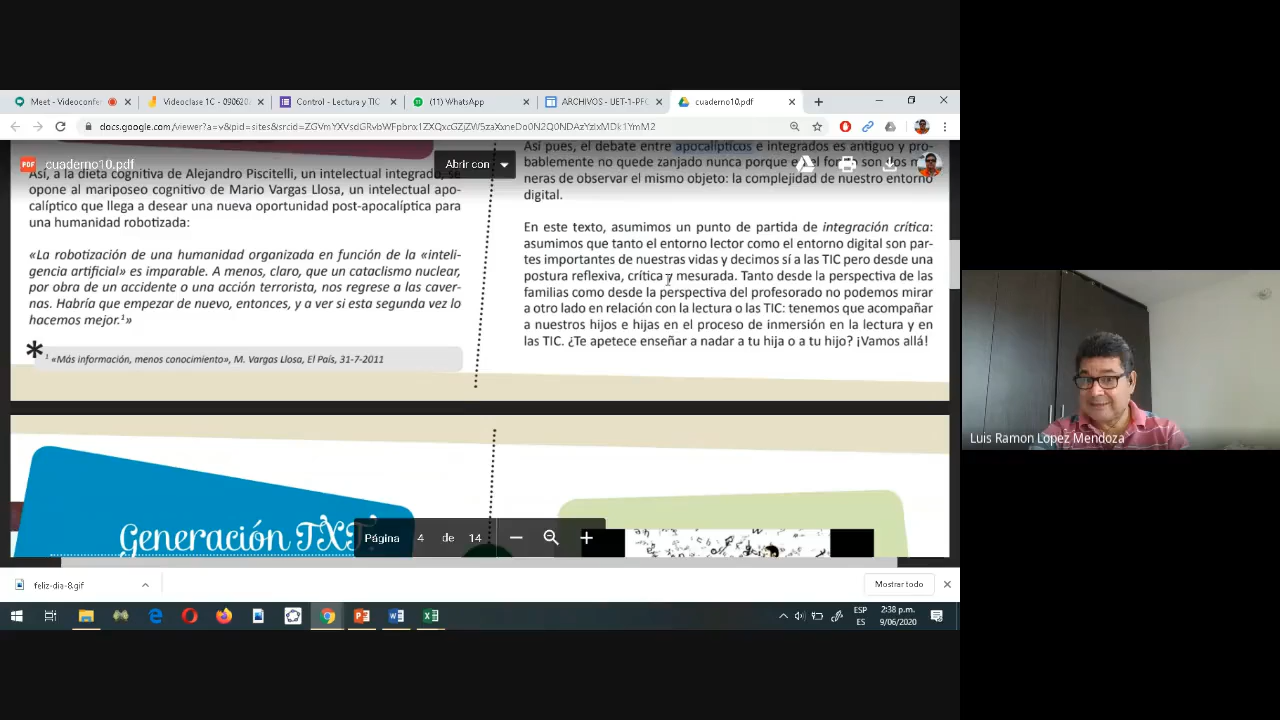 Meet - Videoconfe
Videoclase 1C - 090620
Control - Lectura y TIC
(11) WhatsApp
ARCHIVOS - UET-1-PFC
cuaderno10.pdf
cuaderno10.pdf
Abrir con
Así, a la dieta cognitiva de Alejandro Piscitelli, un intelectual integrado, se
opone al mariposeo cognitivo de Mario Vargas Llosa, un intelectual apo-
calíptico que llega a desear una nueva oportunidad post-apocalíptica para
una humanidad robotizada:
«La robotización de una humanidad organizada en función de la «inteli-
gencia artificial» es imparable. A menos, claro, que un cataclismo nuclear,
por obra de un accidente o una acción terrorista, nos regrese a las caver-
nas. Habría que empezar de nuevo, entonces, y a ver si esta segunda vez lo
hacemos mejor.¹»
* ¹ «Más información, menos conocimiento», M. Vargas Llosa, El País, 31-7-2011
Así pues, el debate entre apocalípticos e integrados es antiguo y pro-
bablemente no quede zanjado nunca porque en el fondo son dos
neras de observar el mismo objeto: la complejidad de nuestro entorno
digital.
En este texto, asumimos un punto de partida de integración crítica:
asumimos que tanto el entorno lector como el entorno digital son par-
tes importantes de nuestras vidas y decimos sí a las TIC pero desde una
postura reflexiva, crítica y mesurada. Tanto desde la perspectiva de las
familias como desde la perspectiva del profesorado no podemos mirar
a otro lado en relación con la lectura o las TIC: tenemos que acompañar
a nuestros hijos e hijas en el proceso de inmersión en la lectura y en
las TIC. ¿Te apetece enseñar a nadar a tu hija o a tu hijo? ¡Vamos allá!
Generación TXT
Página 4 de 14
Luis Ramon Lopez Mendoza
feliz-dia-8.gif
Mostrar todo
ESP
ES
2:38 p.m.
9/06/2020